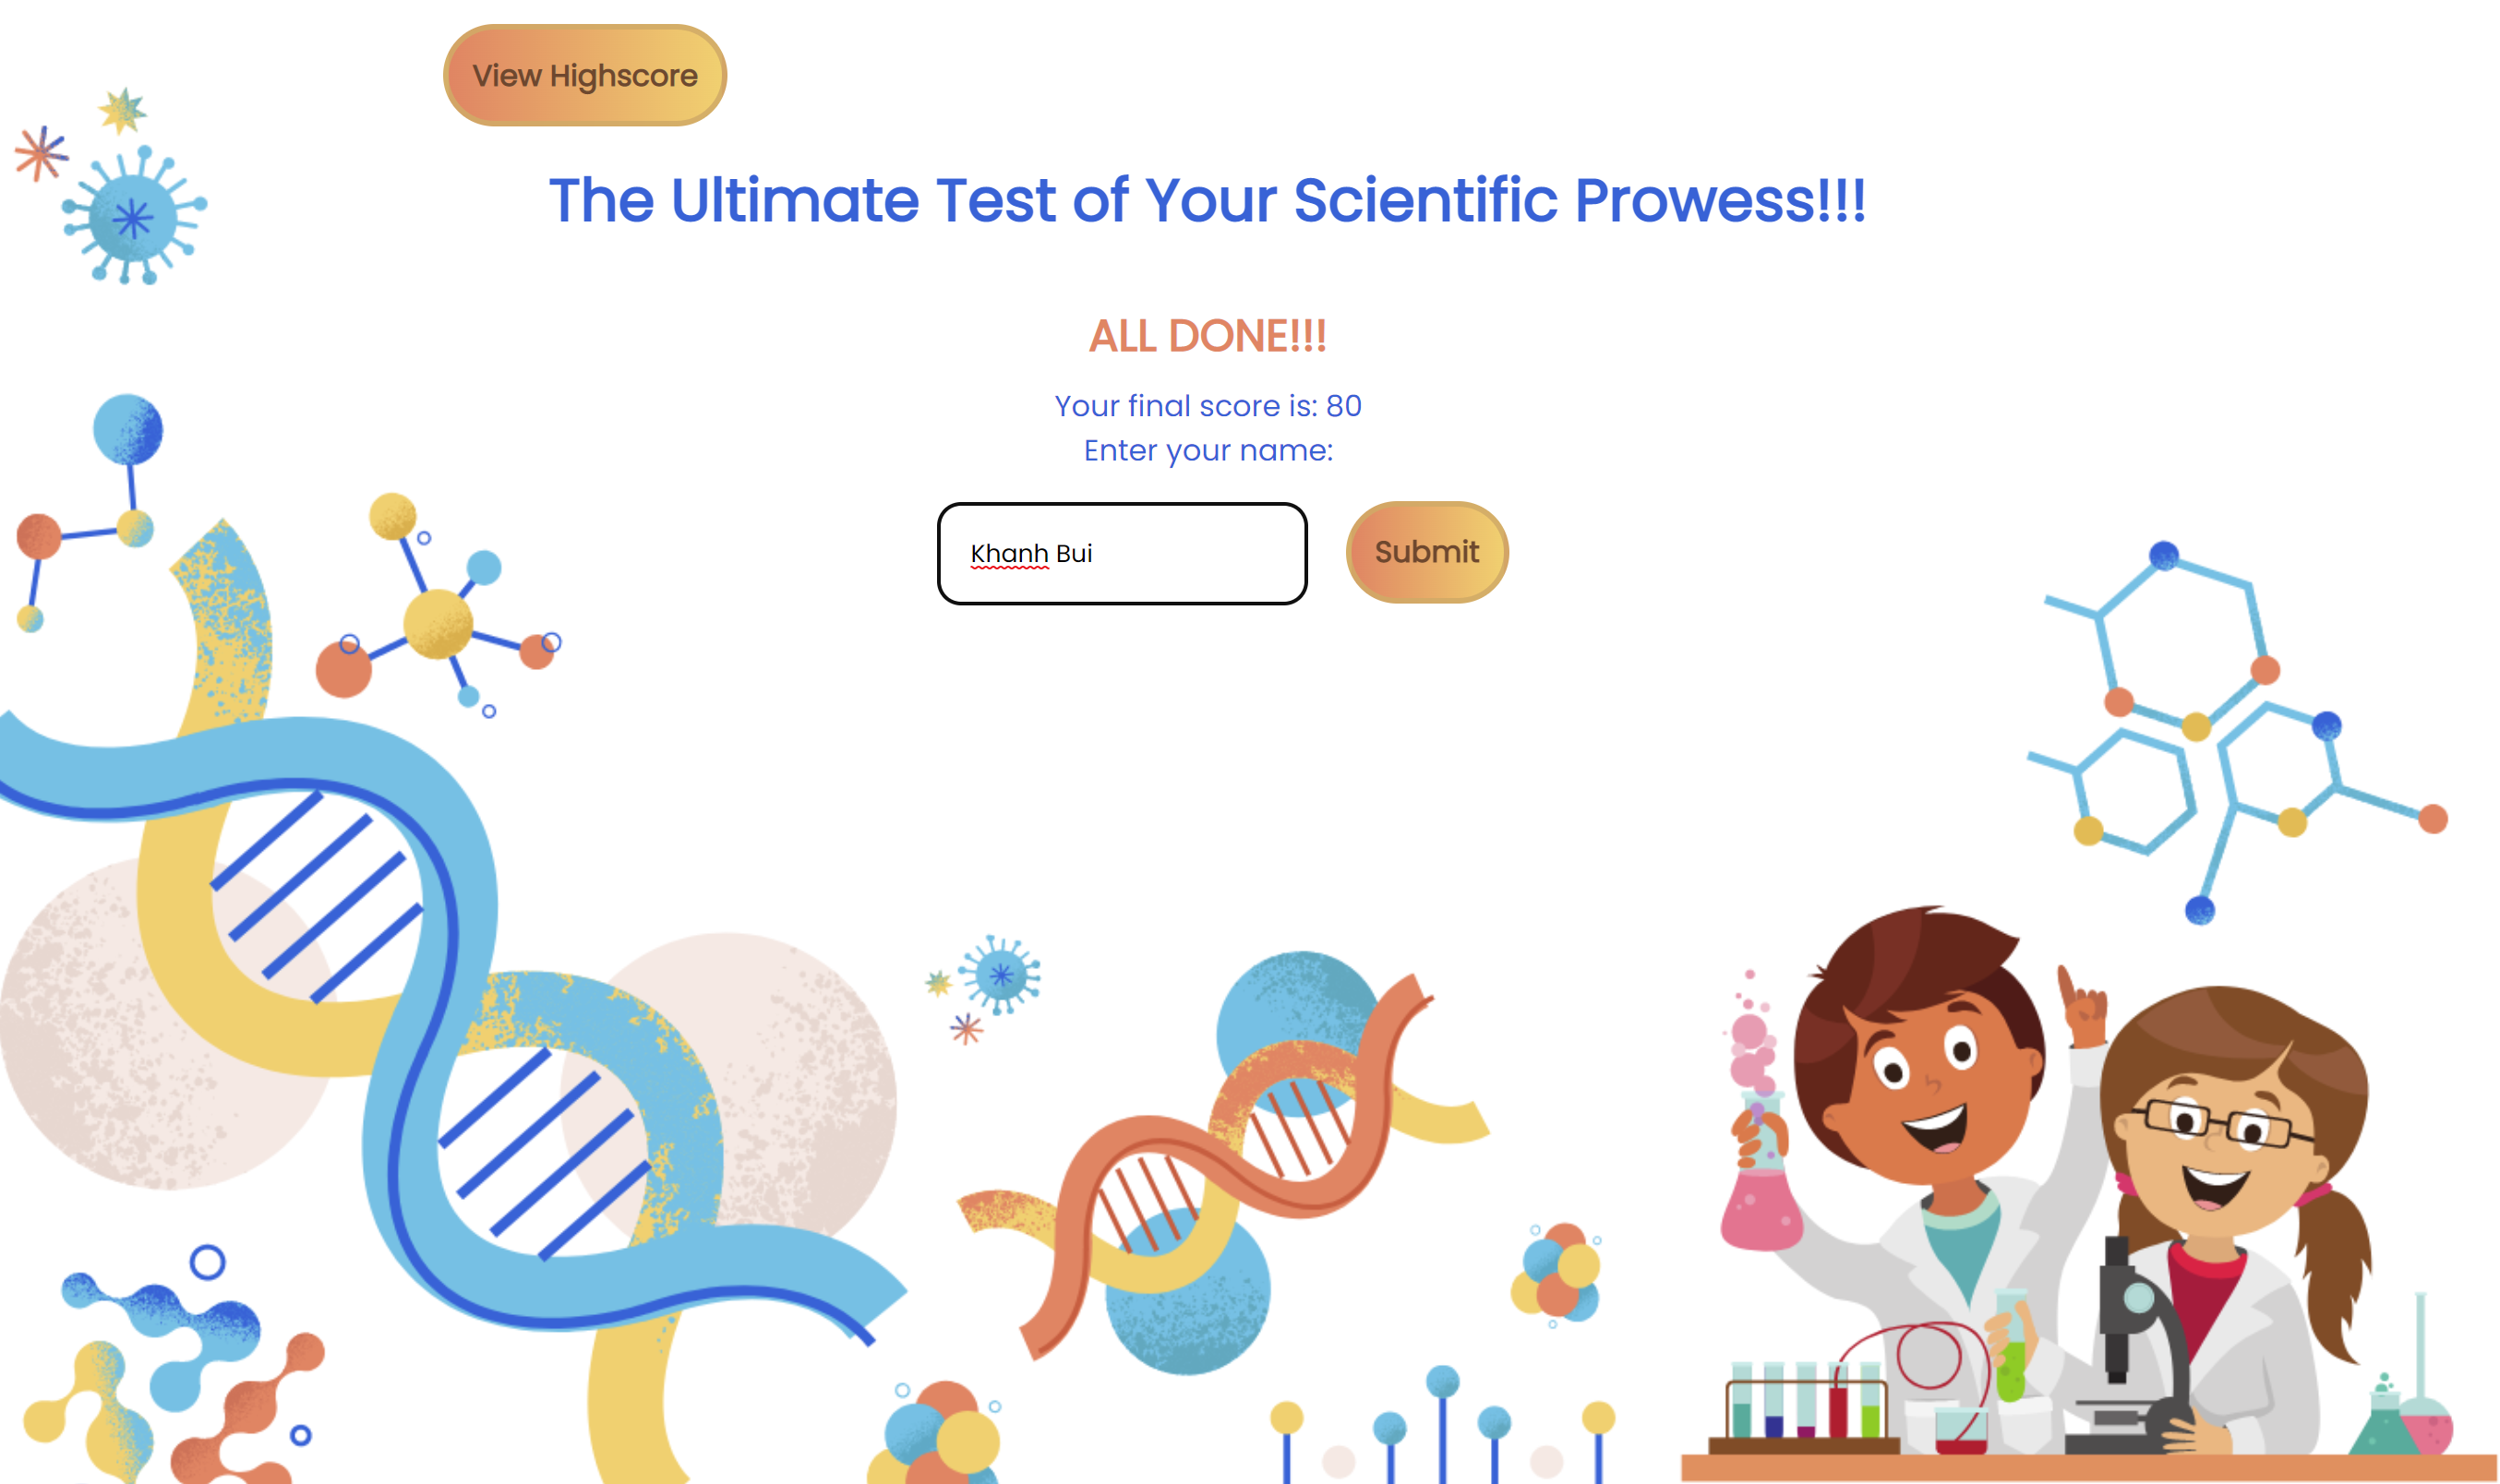 View Highscore
The Ultimate Test of Your Scientific Prowess!!!
ALL DONE!!!
Your final score is: 80
Enter your name:
Khanh Bui
Submit